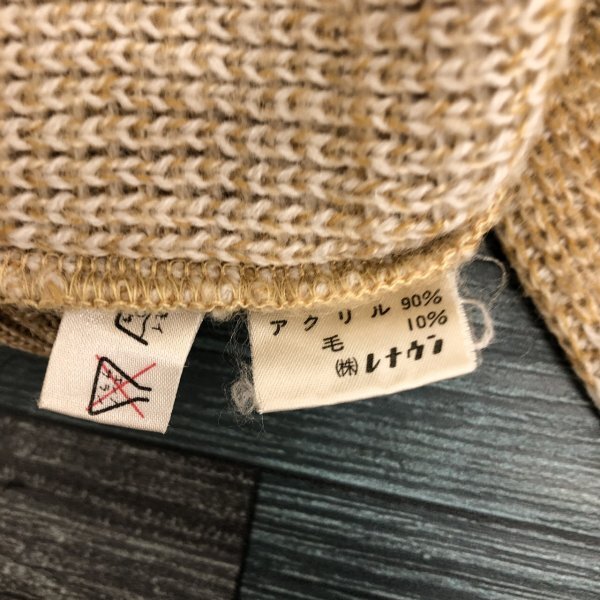 アクリル 90%
毛 10%
(株) レナウン